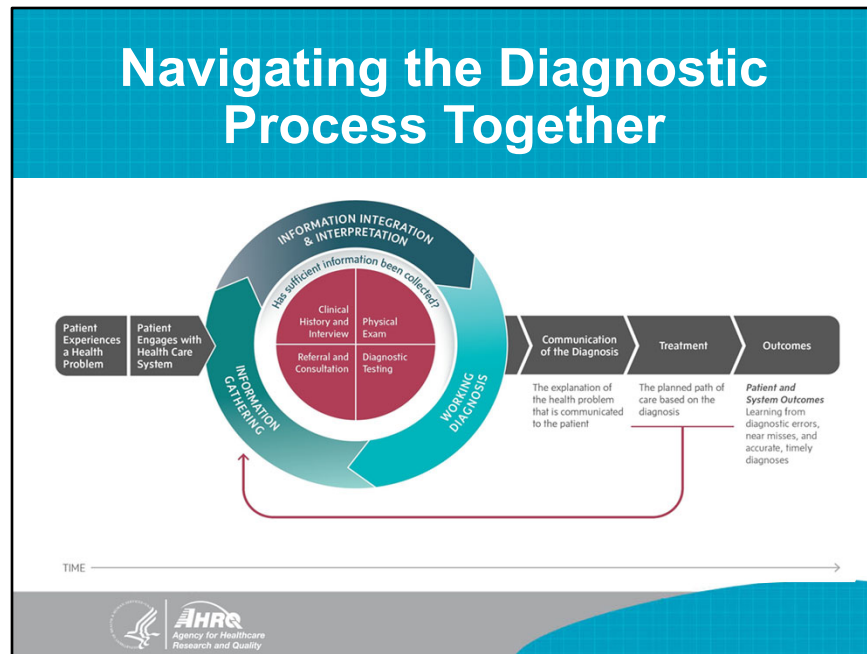 Navigating the Diagnostic
Process Together
INFORMATION INTEGRATION
& INTERPRETATION
Has sufficient information been collected?
Clinical
History and
Interview
Physical
Exam
Referral and
Consultation
Diagnostic
Testing
INFORMATION
GATHERING
WORKING DIAGNOSIS
Patient
Experiences
a Health
Problem
Patient
Engages with
Health Care
System
Communication
of the Diagnosis
The explanation of
the health problem
that is communicated
to the patient
Treatment
The planned path of
care based on the
diagnosis
Outcomes
Patient and
System Outcomes
Learning from
diagnostic errors,
near misses, and
accurate, timely
diagnoses
TIME
AHRQ
Agency for Healthcare
Research and Quality